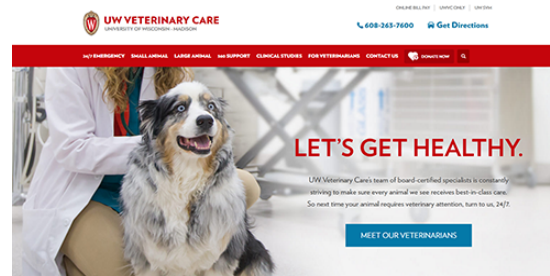 ONLINE BILL PAY | UWVC ONLY | UW SVM
UW VETERINARY CARE
UNIVERSITY OF WISCONSIN - MADISON
608-263-7600 Get Directions
24/7 EMERGENCY SMALL ANIMAL LARGE ANIMAL SUPPORT CLINICAL STUDIES FOR VETERINARIANS CONTACT US DONATE NOW
LET'S GET HEALTHY.
UW Veterinary Care's team of board-certified specialists is constantly
striving to make sure every animal we see receives best-in-class care.
So next time your animal requires veterinary attention, turn to us, 24/7.
MEET OUR VETERINARIANS